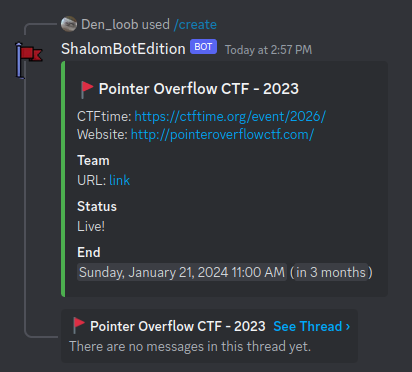 Den_loob used /create
ShalomBotEdition BOT Today at 2:57 PM
Pointer Overflow CTF - 2023
CTFtime: https://ctftime.org/event/2026/
Website: http://pointeroverflowctf.com/
Team
URL: link
Status
Live!
End
Sunday, January 21, 2024 11:00 AM (in 3 months)
Pointer Overflow CTF - 2023 See Thread ›
There are no messages in this thread yet.